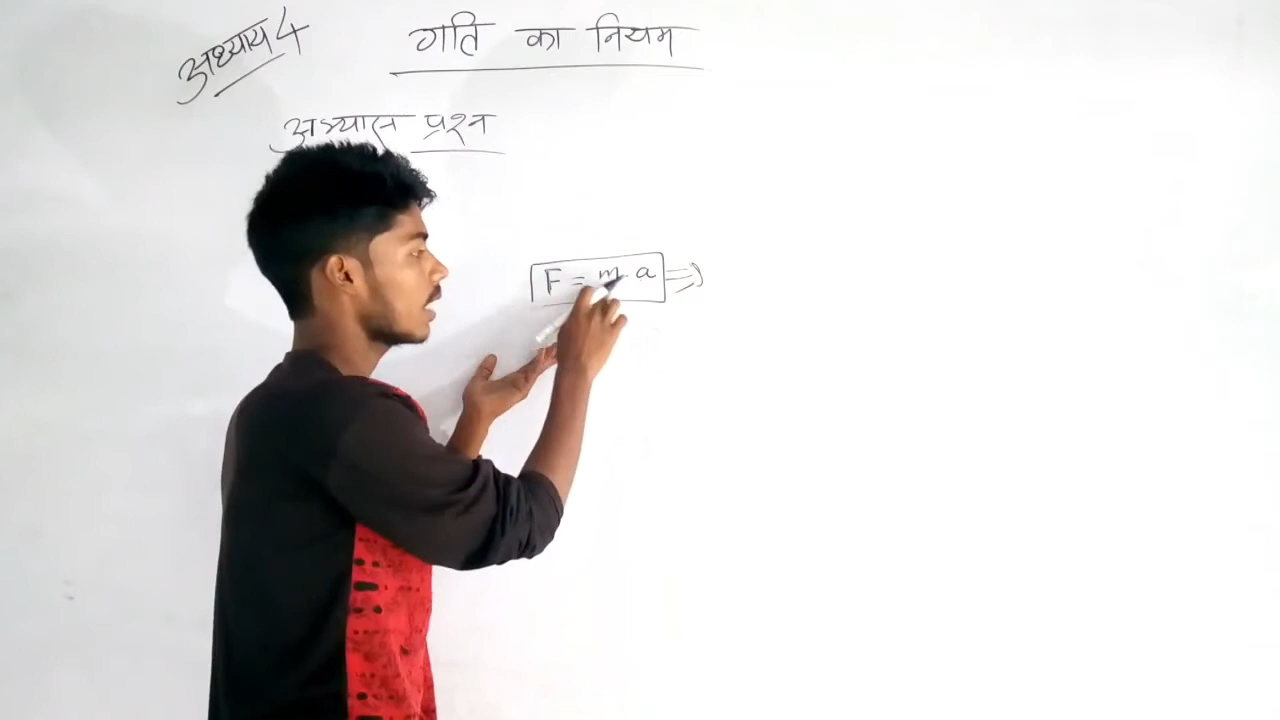 अध्याय 4
गति का नियम
अभ्यास प्रश्न
F = m. a ⇒